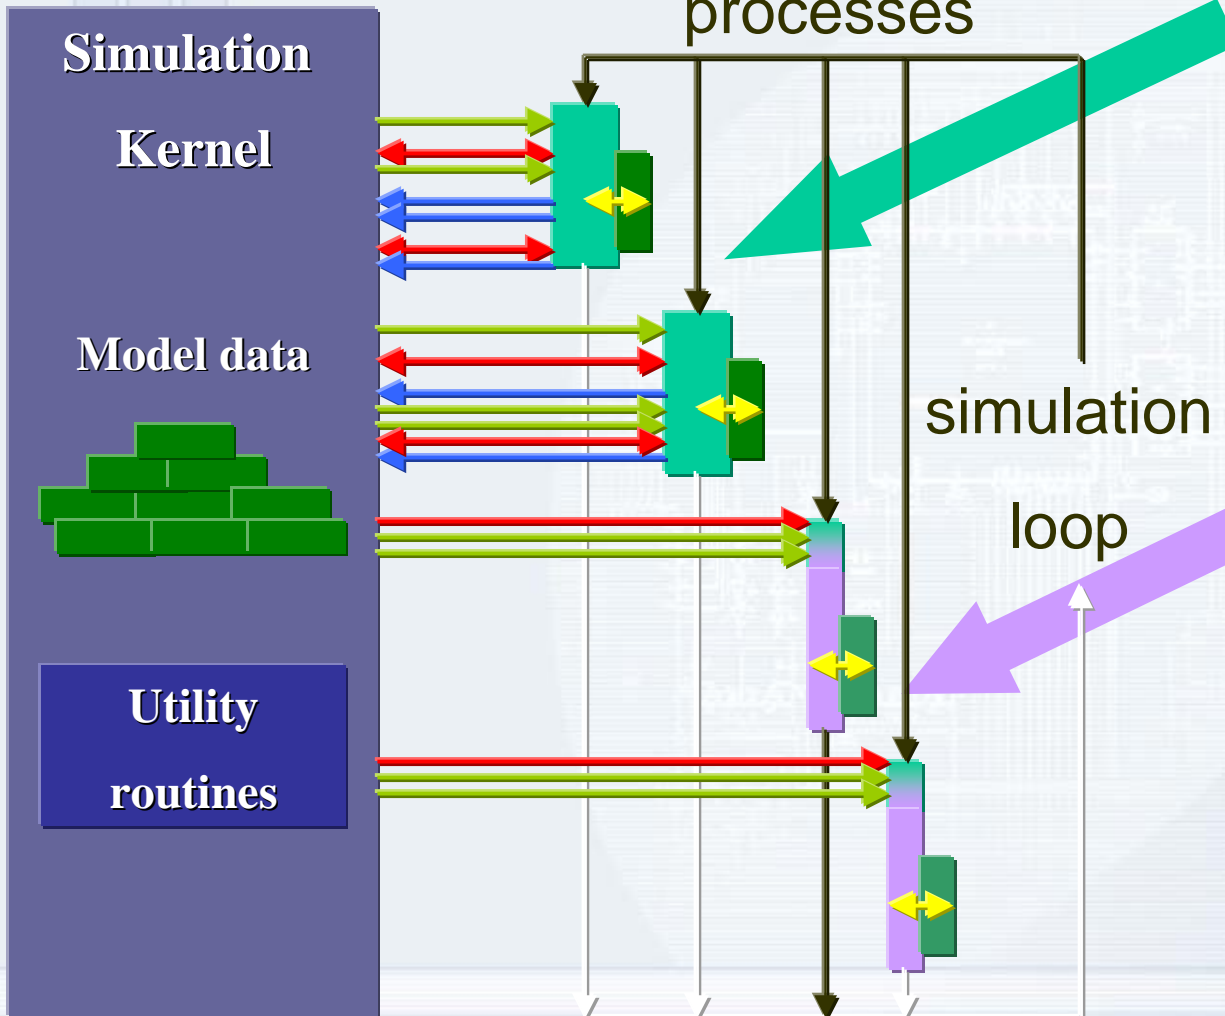 processes
Simulation
Kernel
Model data
simulation
loop
Utility
routines